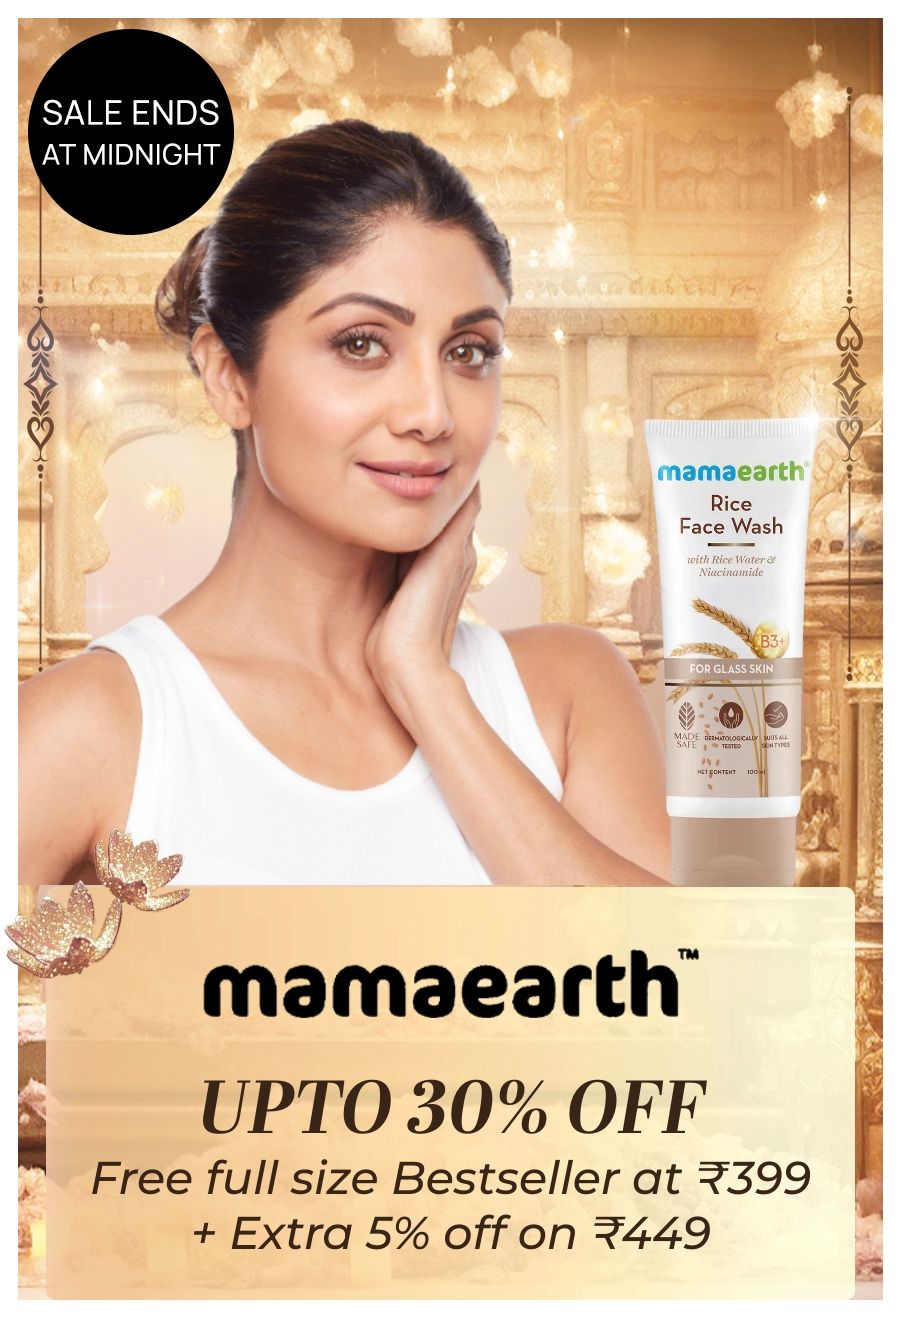 SALE ENDS
AT MIDNIGHT
mamaearth®
Rice
Face Wash
with Rice Water &
Niacinamide
B3+
FOR GLASS SKIN
MADE
SAFE
DERMATOLOGICALLY
TESTED
SUITS ALL
SKIN TYPES
NET CONTENT 100 ml
mamaearth™
UPTO 30% OFF
Free full size Bestseller at ₹399
+ Extra 5% off on ₹449